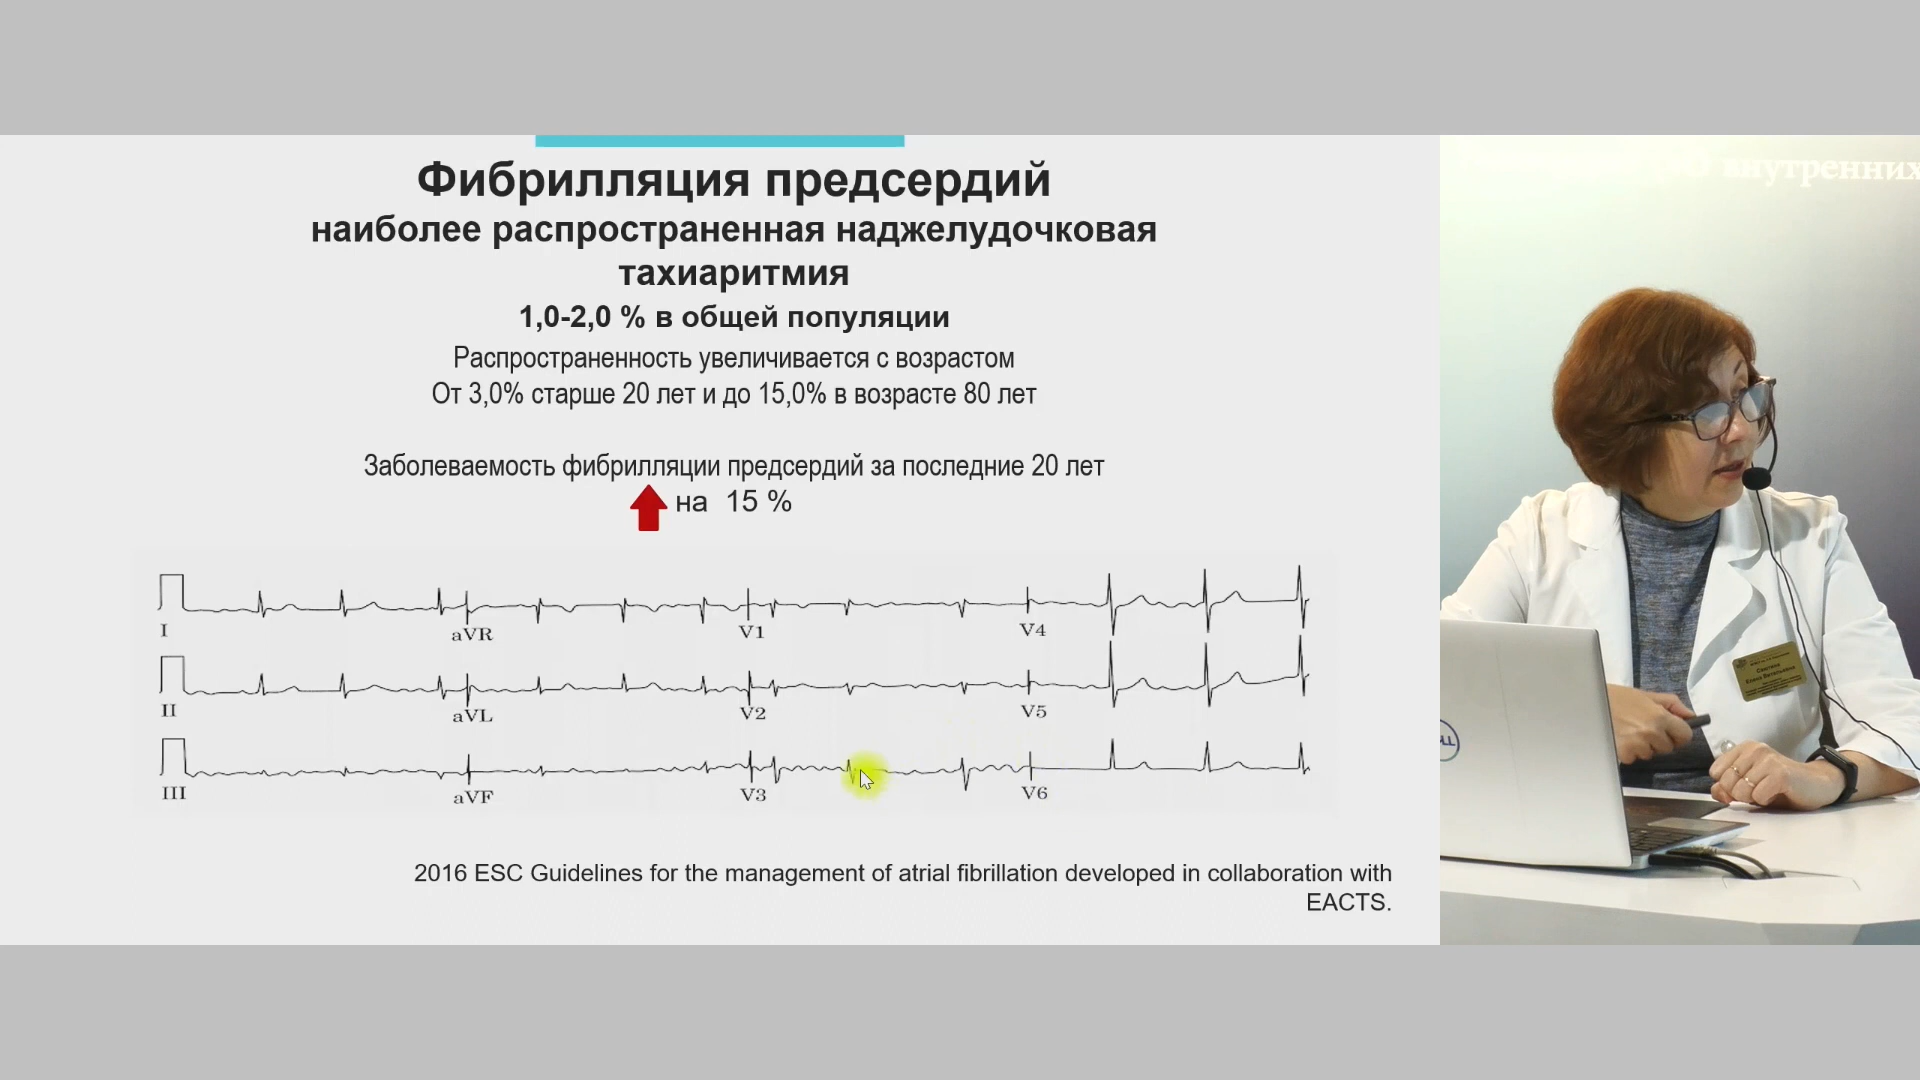 Фибрилляция предсердий
наиболее распространенная наджелудочковая
тахиаритмия
1,0-2,0 % в общей популяции
Распространенность увеличивается с возрастом
От 3,0% старше 20 лет и до 15,0% в возрасте 80 лет
Заболеваемость фибрилляции предсердий за последние 20 лет
на 15 %
I
aVR
V1
V4
II
aVL
V2
V5
III
aVF
V3
V6
2016 ESC Guidelines for the management of atrial fibrillation developed in collaboration with
EACTS.
внутренних